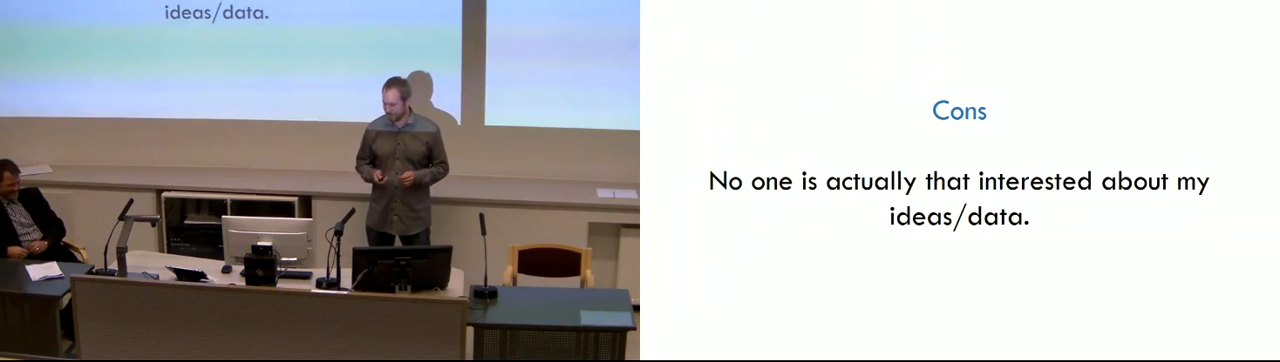 ideas/data.
Cons
No one is actually that interested about my
ideas/data.